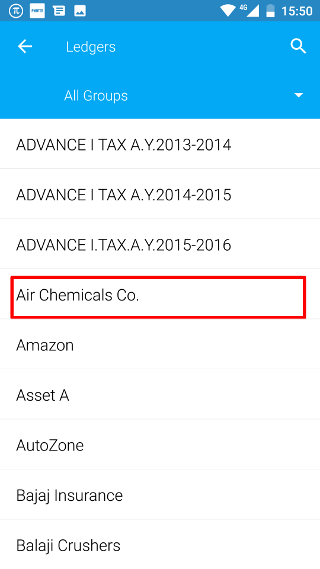 4G 15:50
Ledgers
All Groups
ADVANCE I TAX A.Y.2013-2014
ADVANCE I TAX A.Y.2014-2015
ADVANCE I.TAX.A.Y.2015-2016
Air Chemicals Co.
Amazon
Asset A
AutoZone
Bajaj Insurance
Balaji Crushers